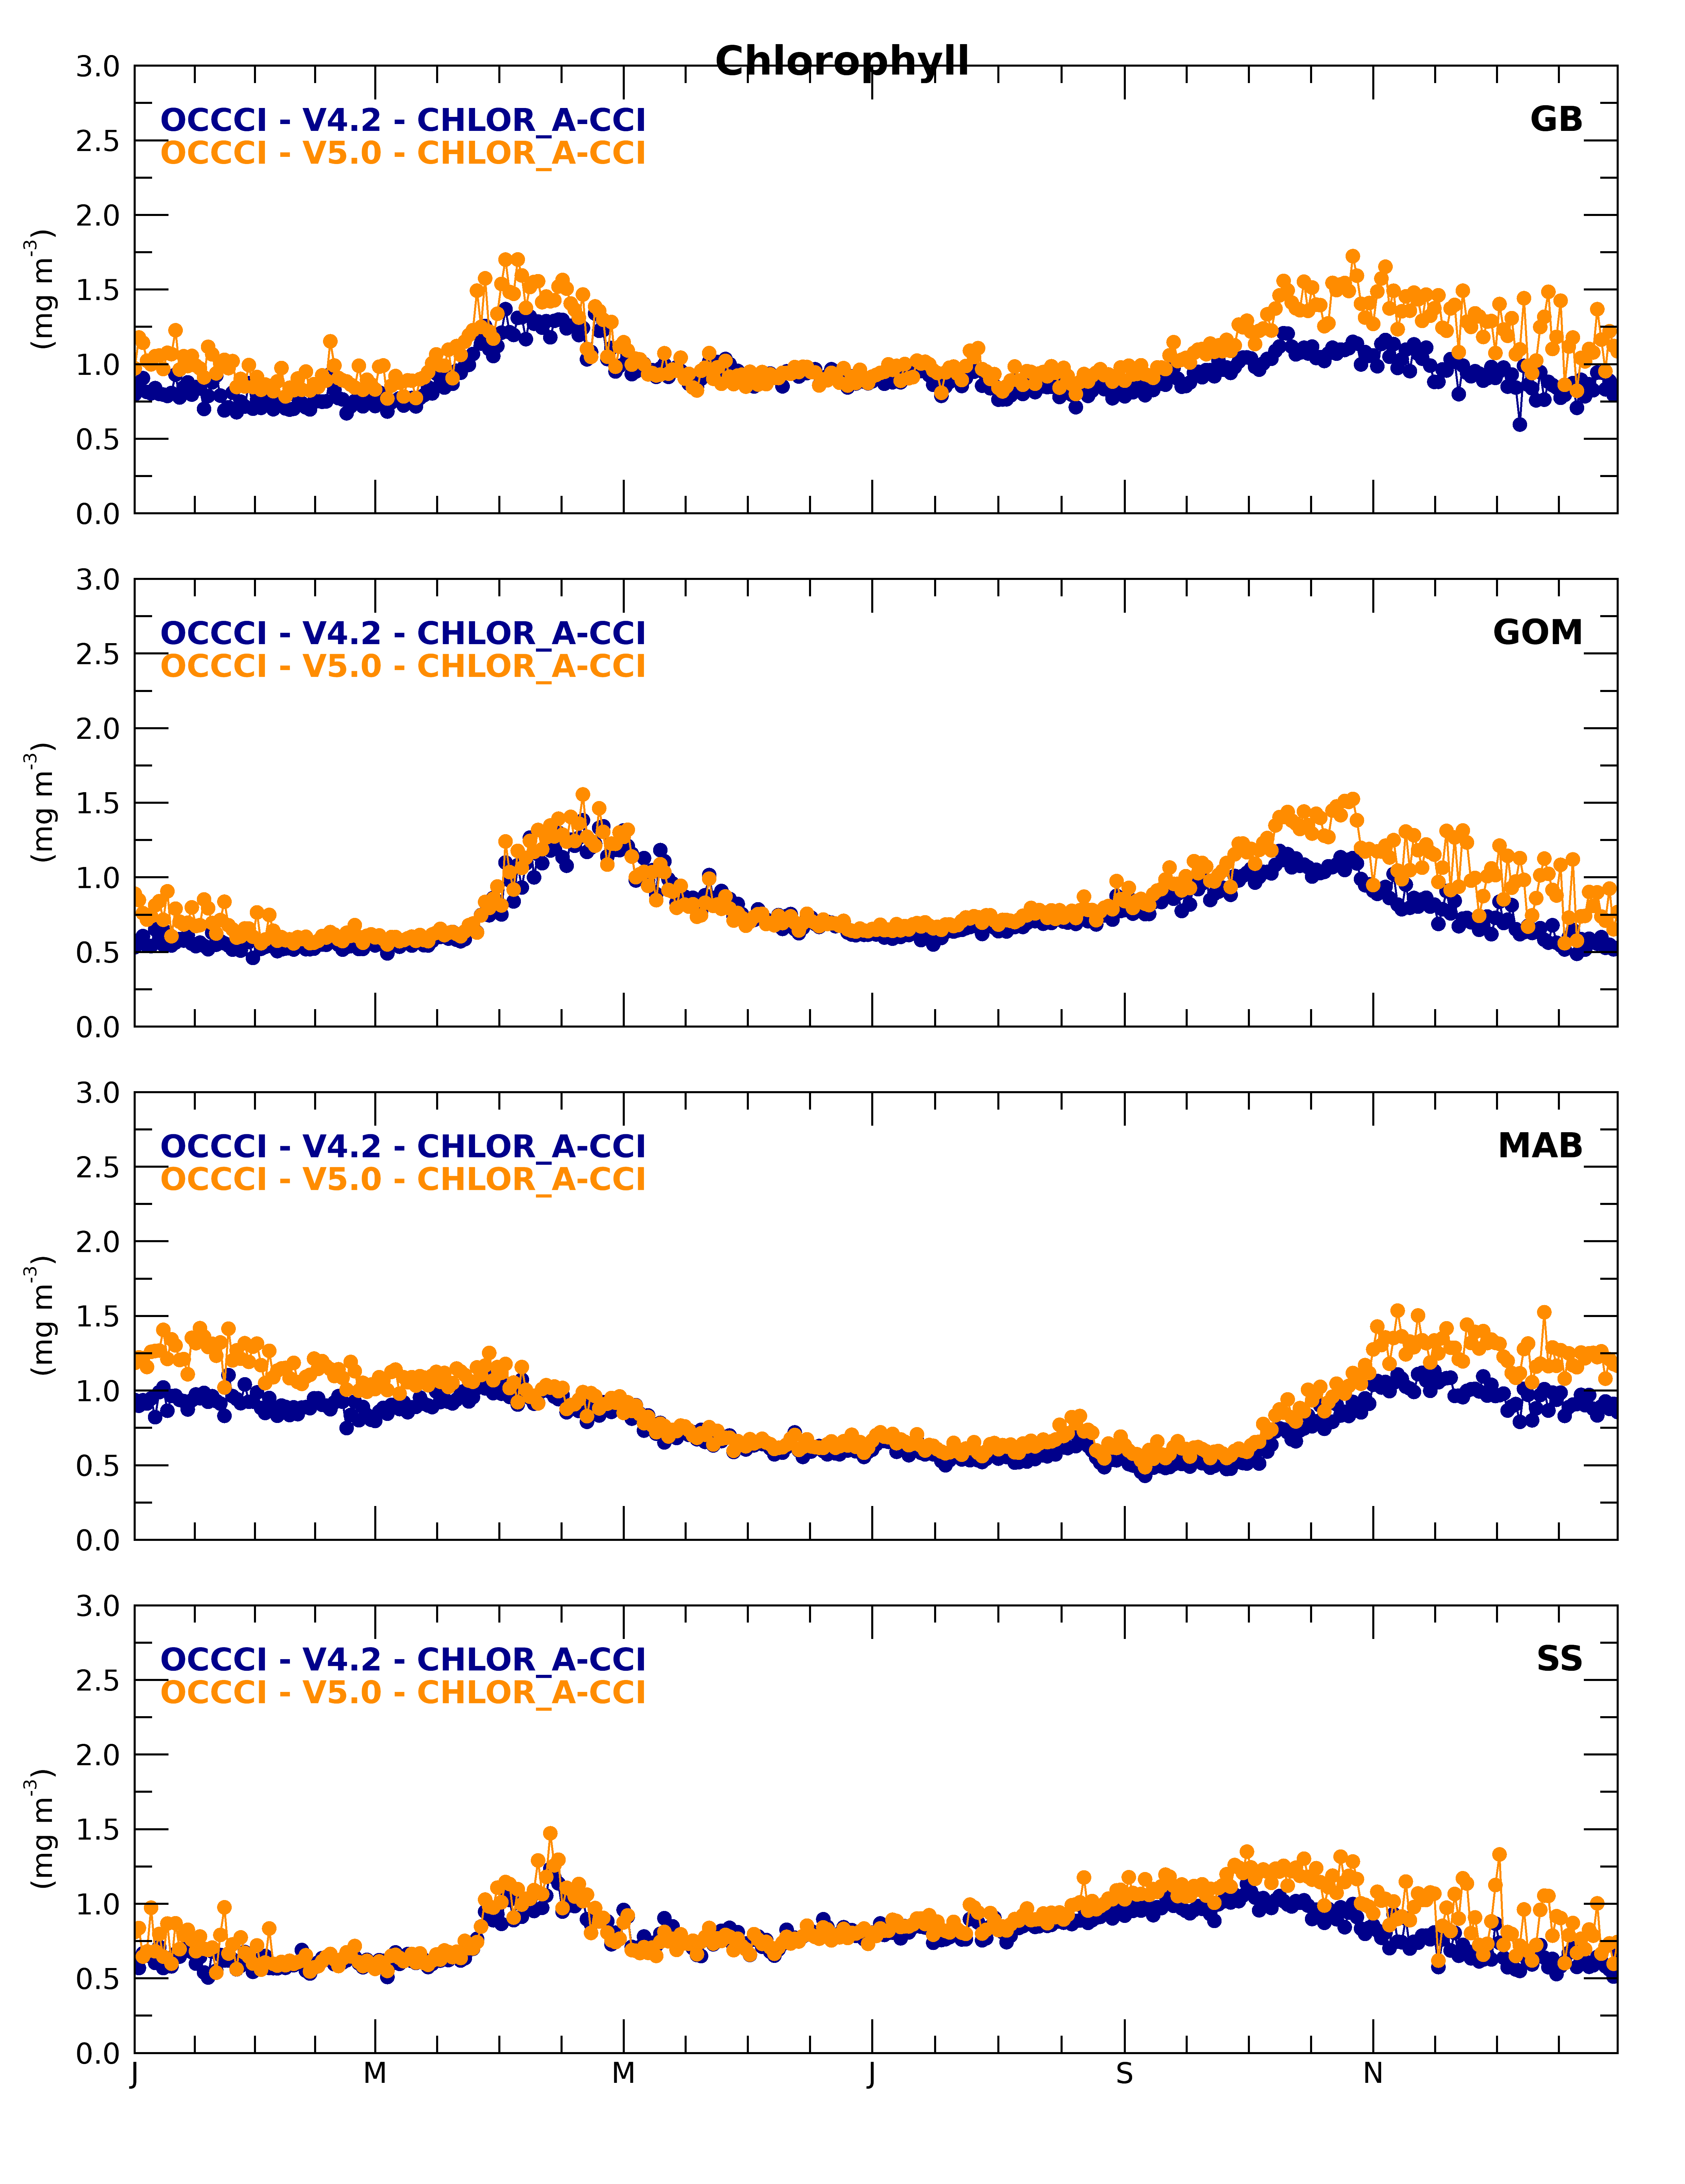 Chlorophyll
3.0
OCCCI - V4.2 - CHLOR_A-CCI
GB
OCCCI - V5.0 - CHLOR_A-CCI
2.5
2.0
(mg m-3)
1.5
1.0
0.5
0.0
3.0
OCCCI - V4.2 - CHLOR_A-CCI
GOM
OCCCI - V5.0 - CHLOR_A-CCI
2.5
2.0
(mg m-3)
1.5
1.0
0.5
0.0
3.0
OCCCI - V4.2 - CHLOR_A-CCI
MAB
OCCCI - V5.0 - CHLOR_A-CCI
2.5
2.0
(mg m-3)
1.5
1.0
0.5
0.0
3.0
OCCCI - V4.2 - CHLOR_A-CCI
SS
OCCCI - V5.0 - CHLOR_A-CCI
2.5
2.0
(mg m-3)
1.5
1.0
0.5
0.0
J M M J S N